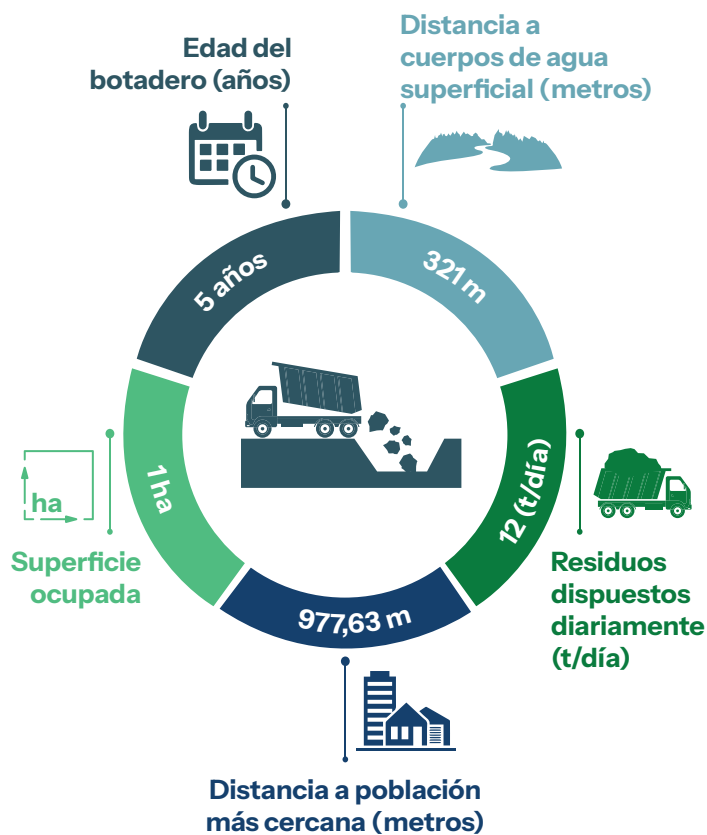 Edad del
botadero (años)
Distancia a
cuerpos de agua
superficial (metros)
5 años
321 m
1 ha
12 (t/día)
977,63 m
ha
Superficie
ocupada
Residuos
dispuestos
diariamente
(t/día)
Distancia a población
más cercana (metros)